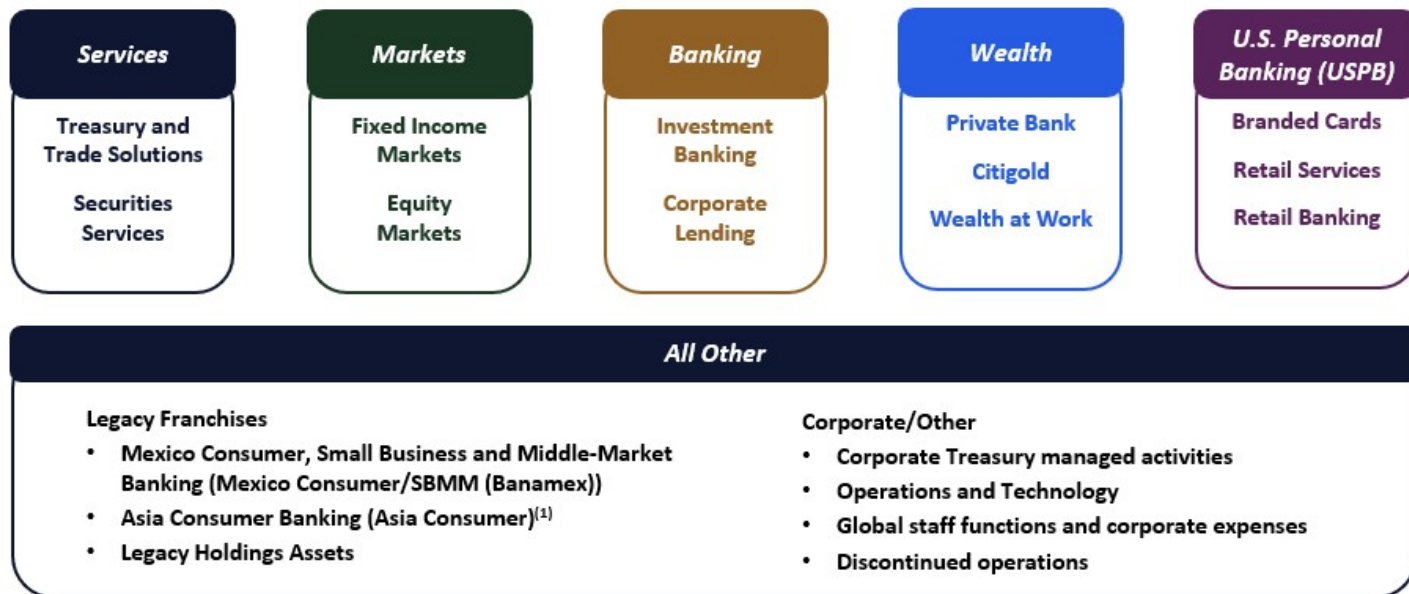 Services
Treasury and
Trade Solutions
Securities
Services
Markets
Fixed Income
Markets
Equity
Markets
Banking
Investment
Banking
Corporate
Lending
Wealth
Private Bank
Citigold
Wealth at Work
U.S. Personal
Banking (USPB)
Branded Cards
Retail Services
Retail Banking
All Other
Legacy Franchises
• Mexico Consumer, Small Business and Middle-Market
Banking (Mexico Consumer/SBMM (Banamex))
• Asia Consumer Banking (Asia Consumer)(1)
• Legacy Holdings Assets
Corporate/Other
• Corporate Treasury managed activities
• Operations and Technology
• Global staff functions and corporate expenses
• Discontinued operations